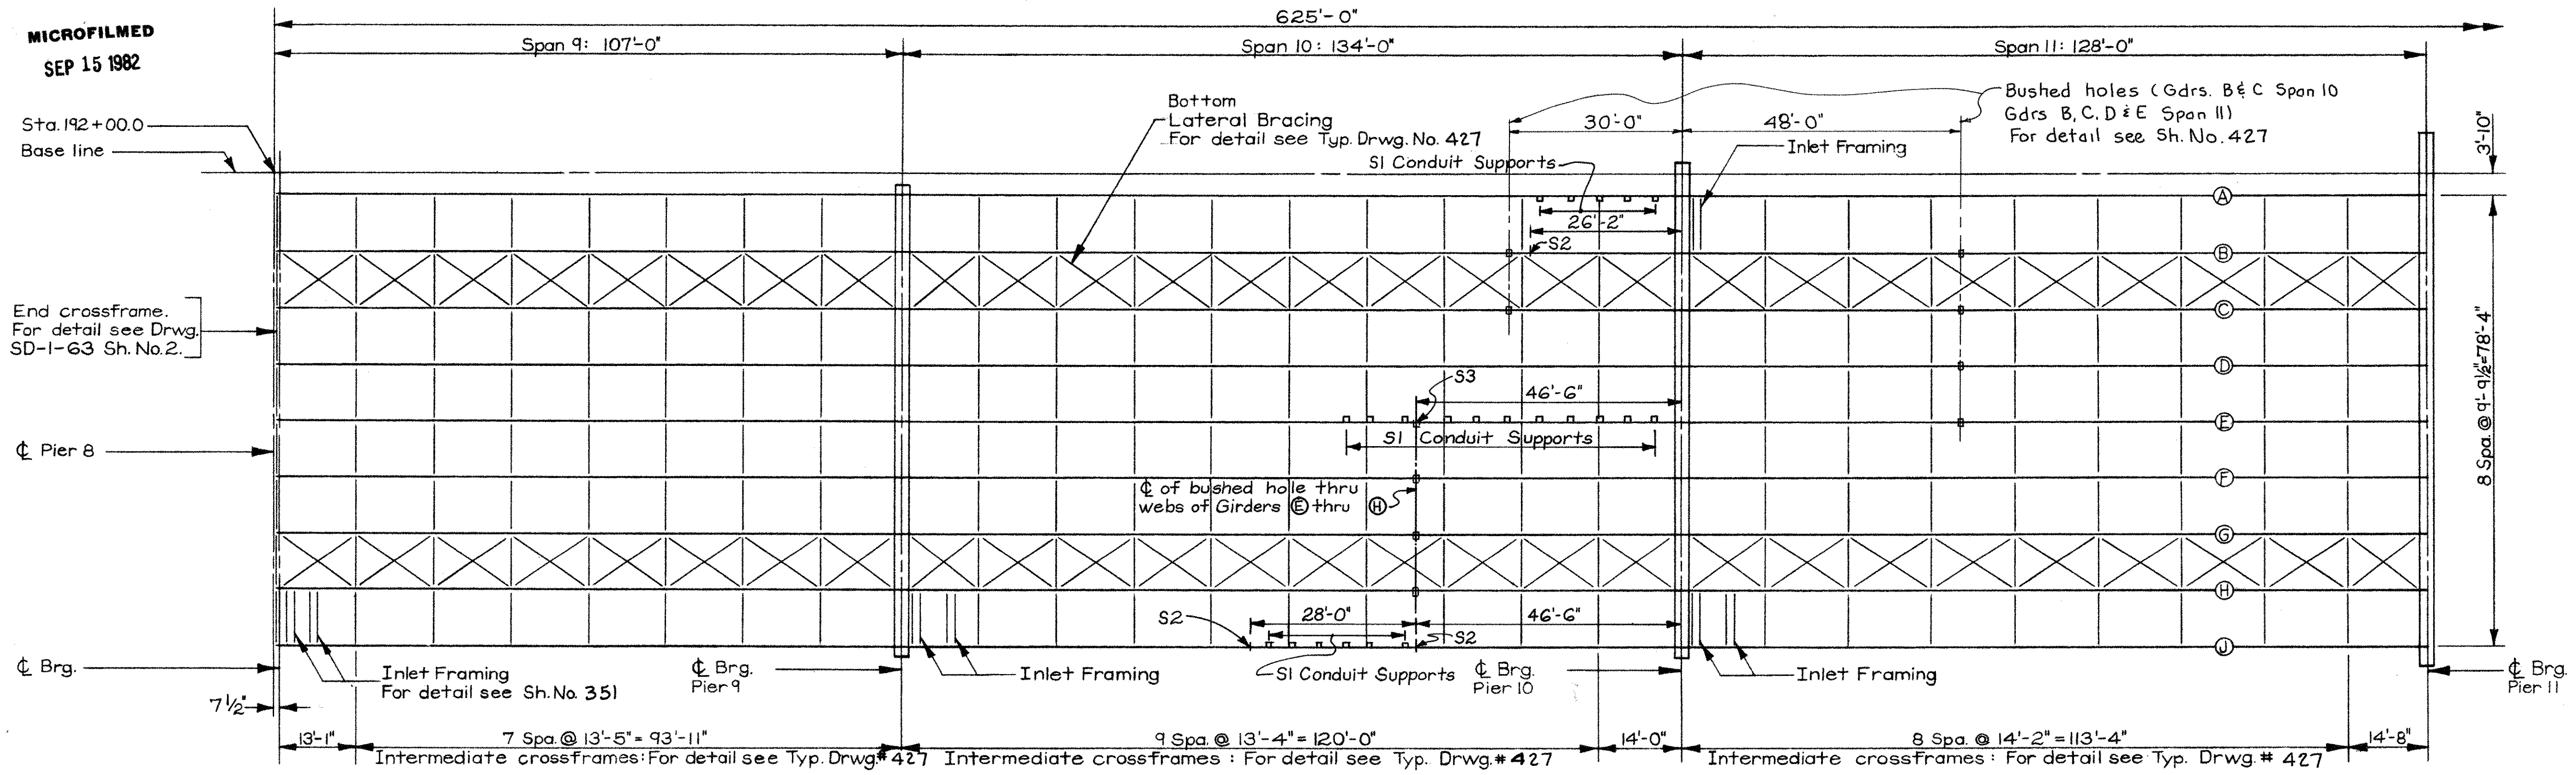 MICROFILMED
SEP 15 1982
625'-0"
Span 9: 107'-0"
Span 10: 134'-0"
Span 11: 128'-0"
Sta. 192+00.0
Base line
Bottom
Lateral Bracing
For detail see Typ. Drwg. No. 427
S1 Conduit Supports
30'-0"
48'-0"
Bushed holes (Gdrs. B & C Span 10
Gdrs B, C, D & E Span 11)
For detail see Sh. No. 427
Inlet Framing
3'-10"
26'-2"
S2
A
B
C
D
E
F
G
H
J
8 Spa. @ 9'-9½"=78'-4"
End crossframe.
For detail see Drwg.
SD-1-63 Sh. No. 2.
S3
46'-6"
S1 Conduit Supports
℄ Pier 8
℄ of bushed hole thru
webs of Girders E thru H
S2
28'-0"
46'-6"
S2
℄ Brg.
Inlet Framing
For detail see Sh. No. 351
℄ Brg.
Pier 9
Inlet Framing
S1 Conduit Supports
℄ Brg.
Pier 10
Inlet Framing
℄ Brg.
Pier 11
7½"
13'-1"
7 Spa. @ 13'-5" = 93'-11"
9 Spa. @ 13'-4" = 120'-0"
14'-0"
8 Spa. @ 14'-2" = 113'-4"
14'-8"
Intermediate crossframes: For detail see Typ. Drwg. # 427
Intermediate crossframes : For detail see Typ. Drwg. # 427
Intermediate crossframes : For detail see Typ. Drwg. # 427